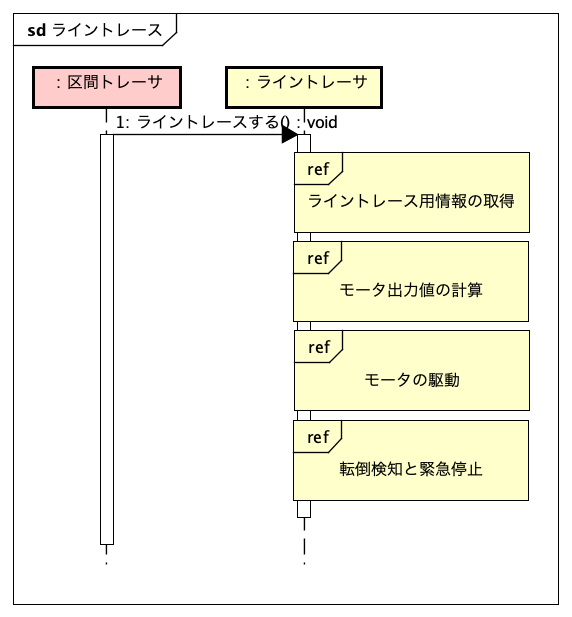 sd ライントレース
: 区間トレーサ
: ライントレーサ
1: ライントレースする() : void
ref
ライントレース用情報の取得
ref
モータ出力値の計算
ref
モータの駆動
ref
転倒検知と緊急停止